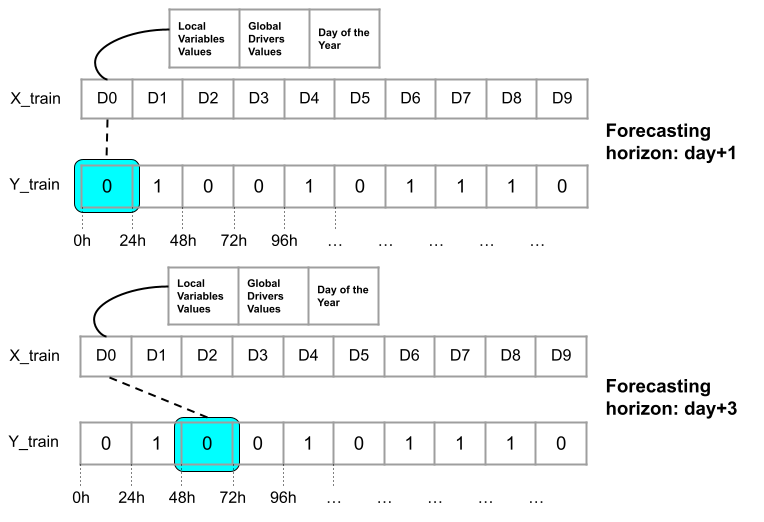 Local Variables Values Global Drivers Values Day of the Year
X_train D0 D1 D2 D3 D4 D5 D6 D7 D8 D9
Forecasting
horizon: day+1
Y_train 0 1 0 0 1 0 1 1 1 0
0h 24h 48h 72h 96h ... ... ... ... ...
Local Variables Values Global Drivers Values Day of the Year
X_train D0 D1 D2 D3 D4 D5 D6 D7 D8 D9
Forecasting
horizon: day+3
Y_train 0 1 0 0 1 0 1 1 1 0
0h 24h 48h 72h 96h ... ... ... ... ...